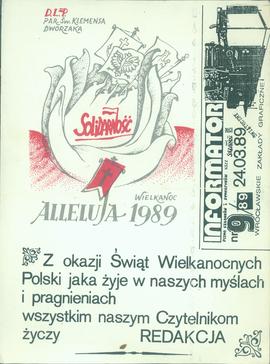 D.L.P.
PAR. ŚW. KLEMENSA
DWORZAKA
SOLIDARNOŚĆ
WIELKANOC
ALLELUJA 1989
INFORMATOR
nr 9/89 24.03.89
WROCŁAWSKIE ZAKŁADY GRAFICZNE
Z okazji Świąt Wielkanocnych
Polski jaka żyje w naszych myślach
i pragnieniach
wszystkim naszym Czytelnikom
życzy REDAKCJA